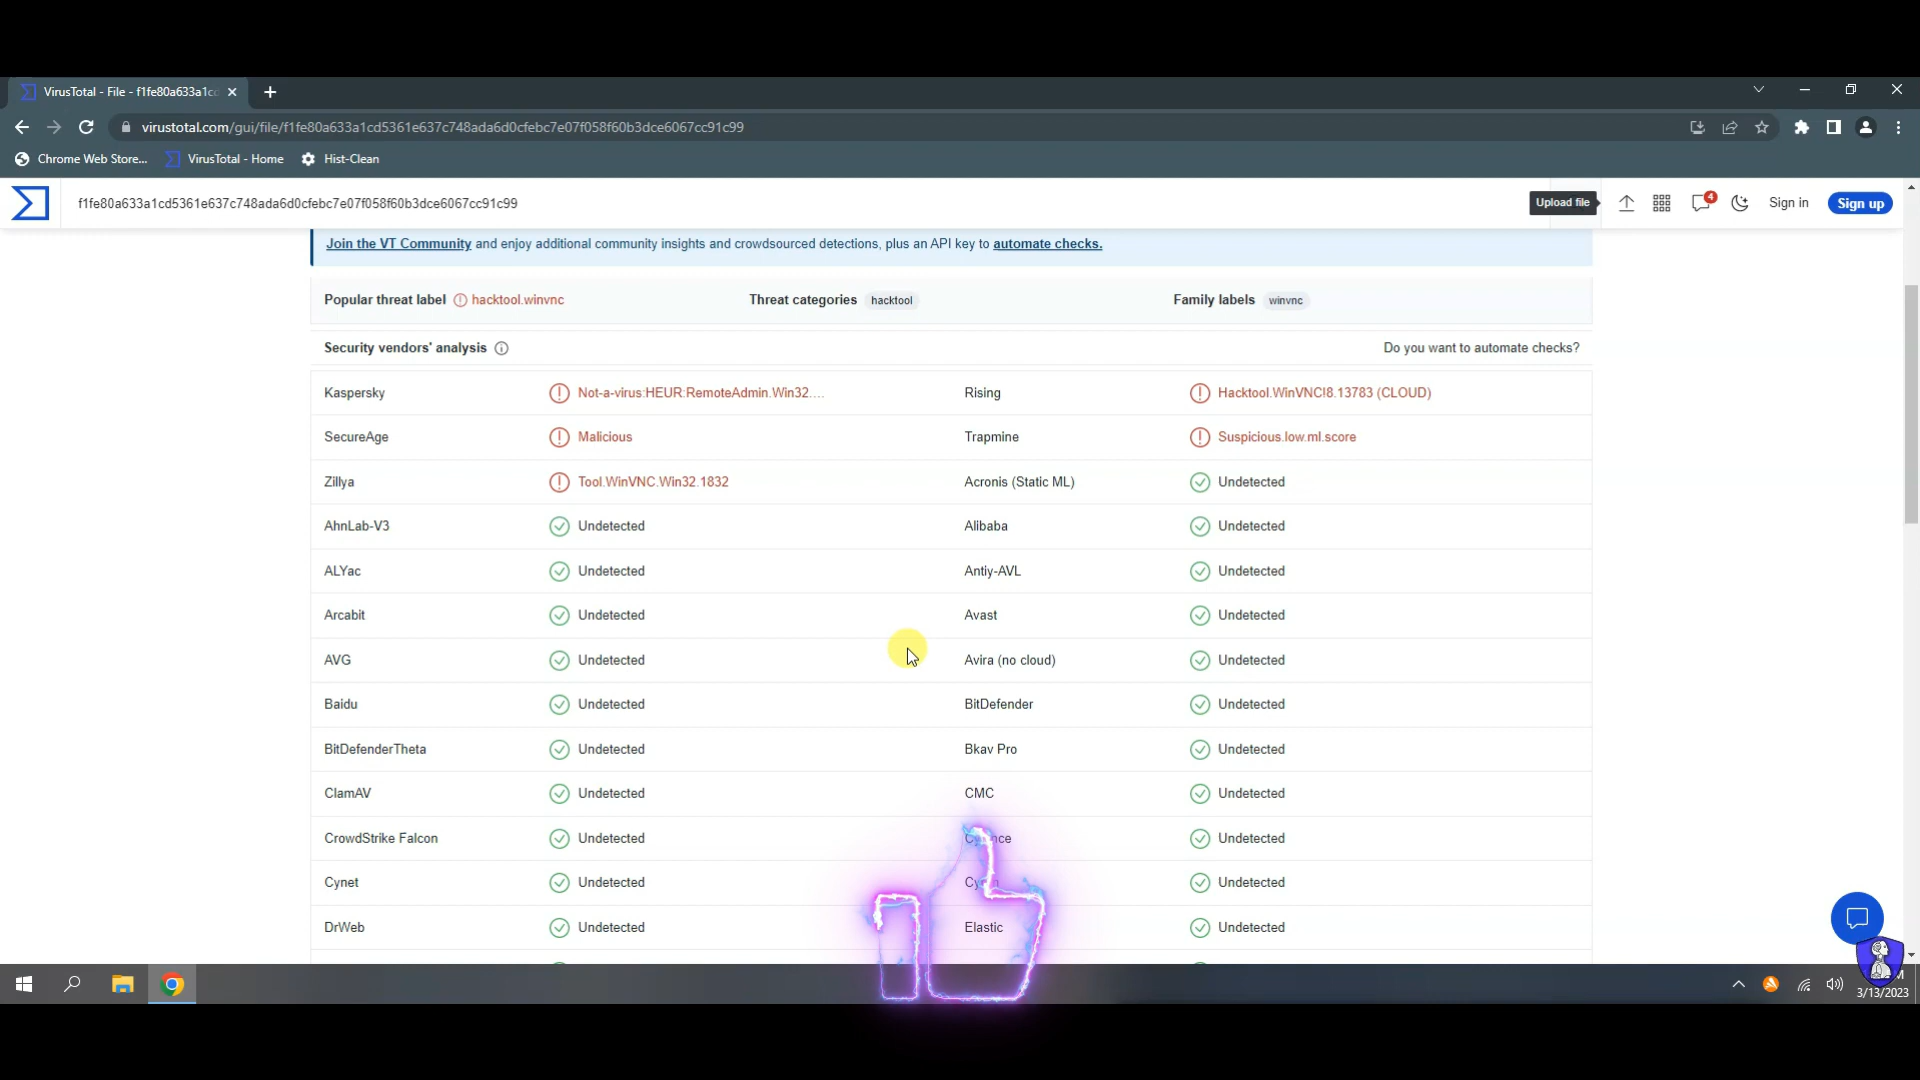 VirusTotal - File - f1fe80a633a1cd
virustotal.com/gui/file/f1fe80a633a1cd5361e637c748ada6d0cfebc7e07f058f60b3dce6067cc91c99
Chrome Web Store... VirusTotal - Home Hist-Clean
f1fe80a633a1cd5361e637c748ada6d0cfebc7e07f058f60b3dce6067cc91c99 Upload file 4 Sign in Sign up
Join the VT Community and enjoy additional community insights and crowdsourced detections, plus an API key to automate checks.
Popular threat label hacktool.winvnc Threat categories hacktool Family labels winvnc
Security vendors' analysis Do you want to automate checks?
Kaspersky Not-a-virus:HEUR:RemoteAdmin.Win32.... Rising Hacktool.WinVNC!8.13783 (CLOUD)
SecureAge Malicious Trapmine Suspicious.low.ml.score
Zillya Tool.WinVNC.Win32.1832 Acronis (Static ML) Undetected
AhnLab-V3 Undetected Alibaba Undetected
ALYac Undetected Antiy-AVL Undetected
Arcabit Undetected Avast Undetected
AVG Undetected Avira (no cloud) Undetected
Baidu Undetected BitDefender Undetected
BitDefenderTheta Undetected Bkav Pro Undetected
ClamAV Undetected CMC Undetected
CrowdStrike Falcon Undetected Undetected
Cynet Undetected Undetected
DrWeb Undetected Elastic Undetected
3/13/2023